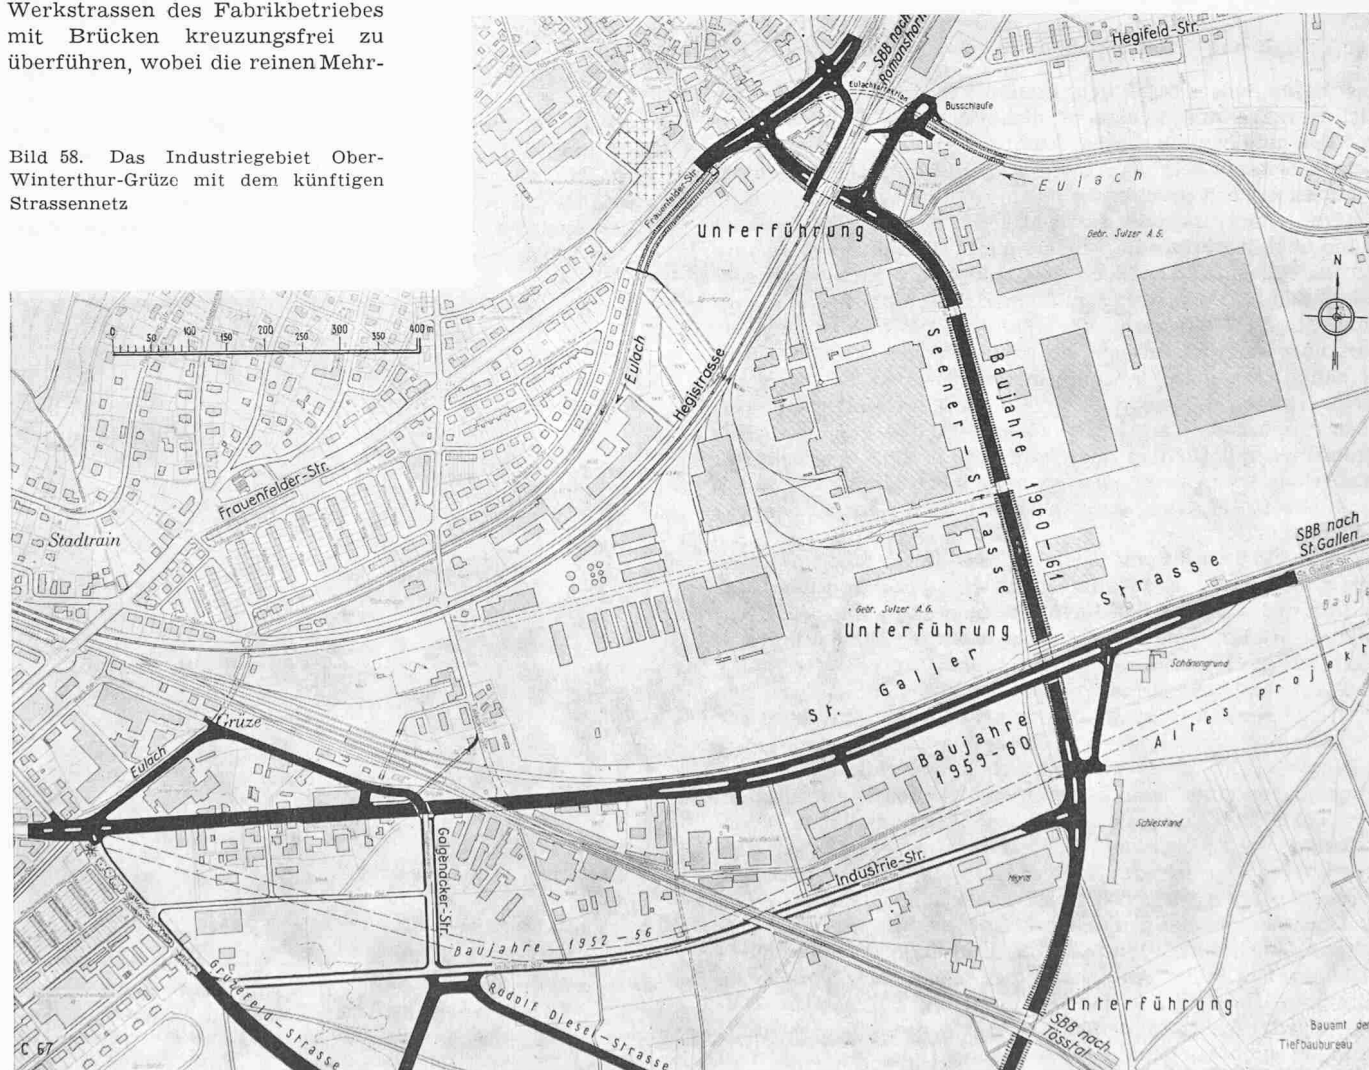 Werkstrassen des Fabrikbetriebes
mit Brücken kreuzungsfrei zu
überführen, wobei die reinen Mehr-
Bild 58. Das Industriegebiet Ober-
Winterthur-Grüze mit dem künftigen
Strassennetz
SBB nach
Romanshorn
Hegifeld-Str.
Busschlaufe
Eulach
Frauenfelder-Str.
Unterführung
Gebr. Sulzer A.G.
N
0 50 100 150 200 250 300 350 400 m
Eulach
Hegistrasse
Seener-Strasse
Baujahre 1960-61
Frauenfelder-Str.
Stadtrain
SBB nach
St. Gallen
St. Galler-Str.
Gebr. Sulzer A.G.
Unterführung
St. Galler Strasse
Schönengrund
Altes Projekt
Grüze
Eulach
Baujahre
1959-60
Schiesstand
Galgenäcker-Str.
Industrie-Str.
Baujahre 1952-56
Grüzefeld-strasse
Rudolf Diesel-Strasse
Unterführung
SBB nach
Tösstal
Bauamt der
Tiefbaubureau
C 67